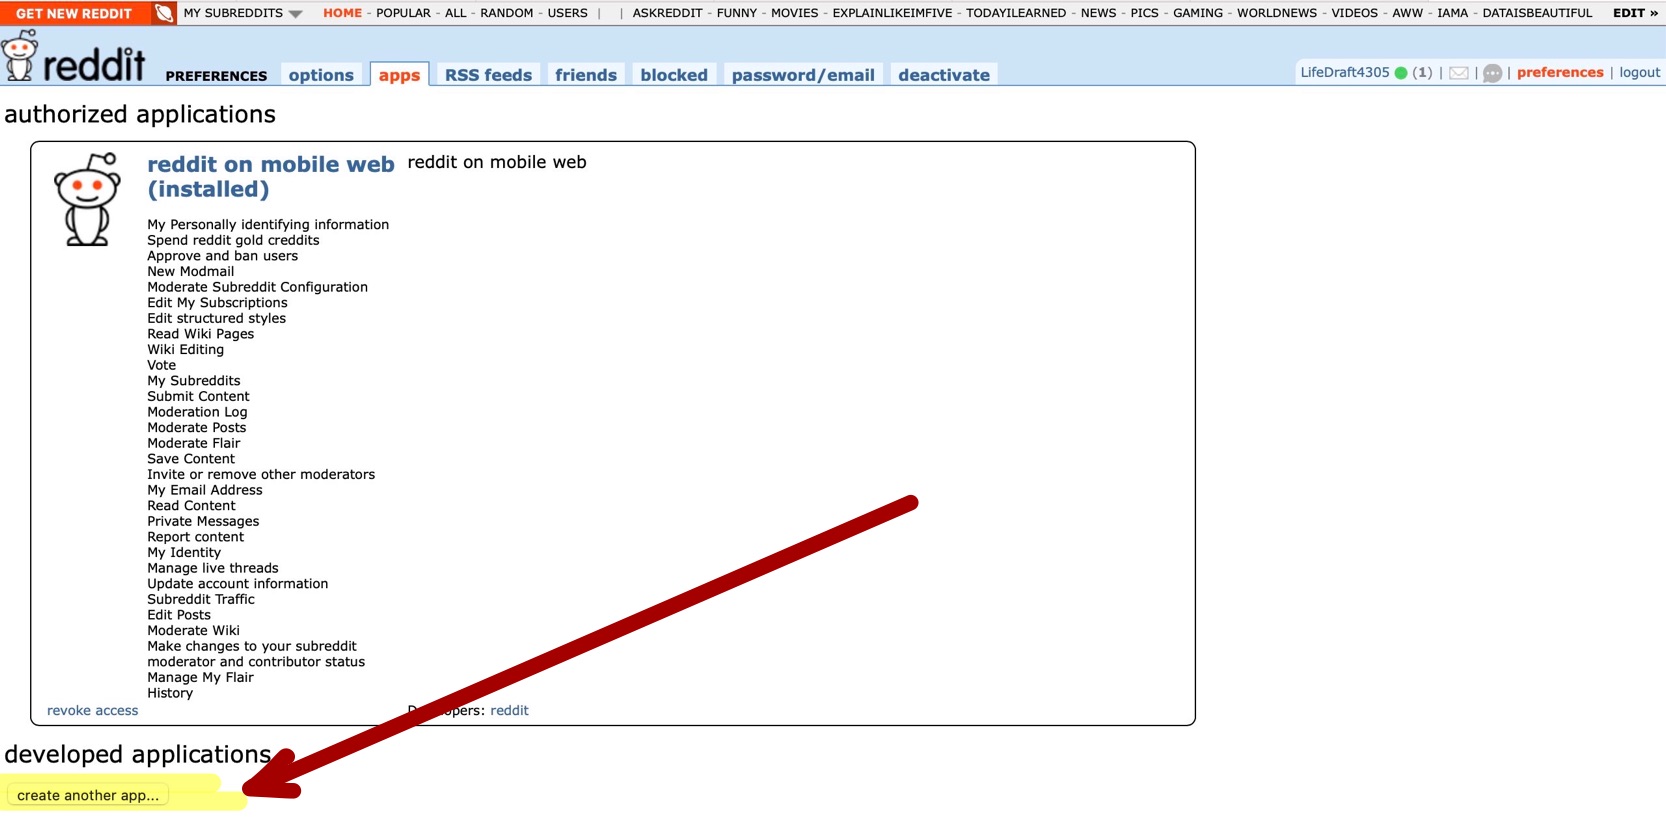 GET NEW REDDIT MY SUBREDDITS HOME - POPULAR - ALL - RANDOM - USERS | | ASKREDDIT - FUNNY - MOVIES - EXPLAINLIKEIMFIVE - TODAYILEARNED - NEWS - PICS - GAMING - WORLDNEWS - VIDEOS - AWW - IAMA - DATAISBEAUTIFUL EDIT »
reddit PREFERENCES options apps RSS feeds friends blocked password/email deactivate LifeDraft4305 (1) | | | preferences | logout
authorized applications
reddit on mobile web reddit on mobile web
(installed)
My Personally identifying information
Spend reddit gold creddits
Approve and ban users
New Modmail
Moderate Subreddit Configuration
Edit My Subscriptions
Edit structured styles
Read Wiki Pages
Wiki Editing
Vote
My Subreddits
Submit Content
Moderation Log
Moderate Posts
Moderate Flair
Save Content
Invite or remove other moderators
My Email Address
Read Content
Private Messages
Report content
My Identity
Manage live threads
Update account information
Subreddit Traffic
Edit Posts
Moderate Wiki
Make changes to your subreddit
moderator and contributor status
Manage My Flair
History
revoke access reddit
developed applications
create another app...